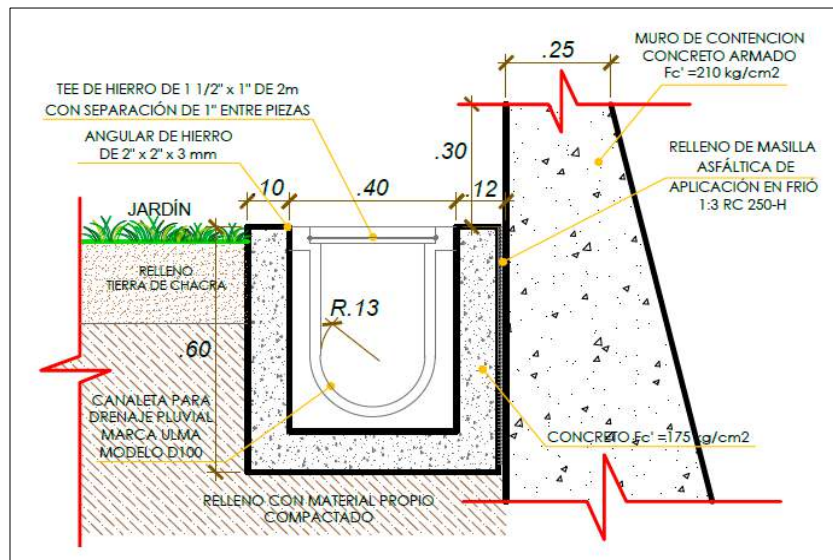 .25
MURO DE CONTENCION
CONCRETO ARMADO
Fc' =210 kg/cm2
TEE DE HIERRO DE 1 1/2" x 1" DE 2m
CON SEPARACIÓN DE 1" ENTRE PIEZAS
ANGULAR DE HIERRO
DE 2" x 2" x 3 mm
.30
RELLENO DE MASILLA
ASFÁLTICA DE
APLICACIÓN EN FRIÓ
1:3 RC 250-H
.10
.40
.12
JARDÍN
RELLENO
TIERRA DE CHACRA
R.13
.60
CANALETA PARA
DRENAJE PLUVIAL
MARCA ULMA
MODELO D100
CONCRETO Fc' =175 kg/cm2
RELLENO CON MATERIAL PROPIO
COMPACTADO